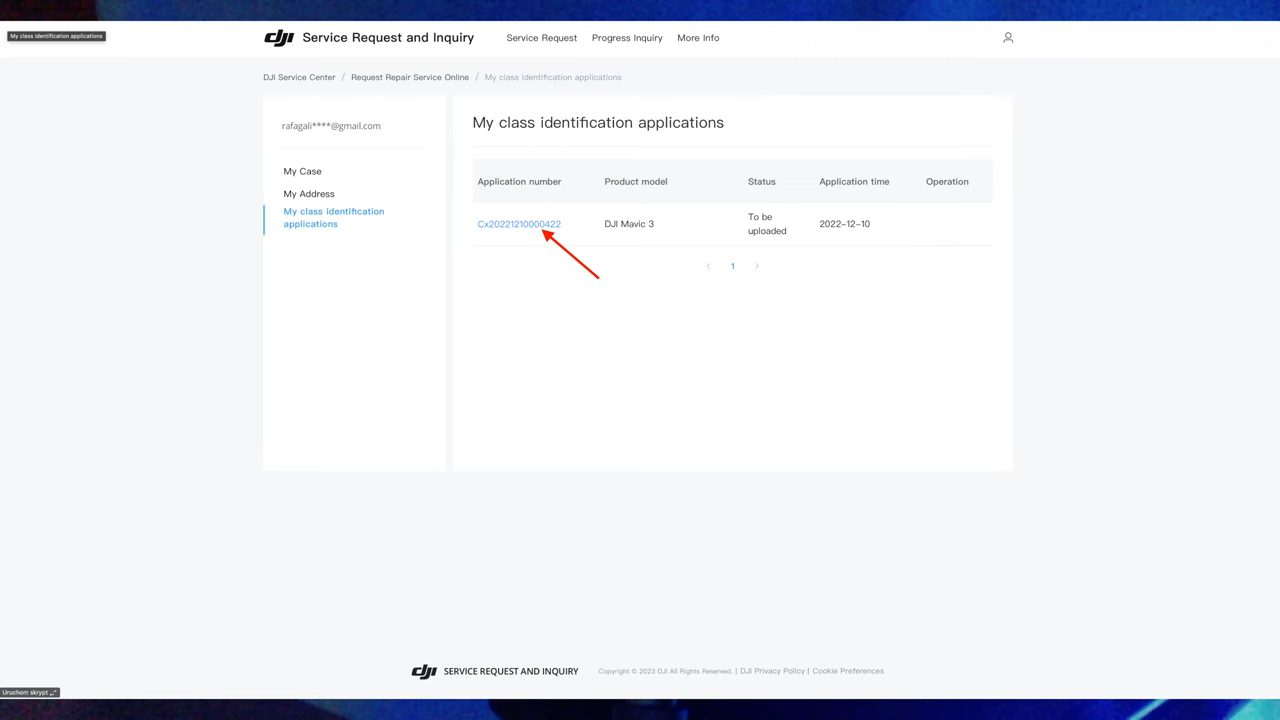 My class identification applications
dji Service Request and Inquiry Service Request Progress Inquiry More Info
DJI Service Center / Request Repair Service Online / My class identification applications
rafagali****@gmail.com
My Case
My Address
My class identification
applications
My class identification applications
Application number Product model Status Application time Operation
Cx20221210000422 DJI Mavic 3 To be uploaded 2022-12-10
< 1 >
dji SERVICE REQUEST AND INQUIRY Copyright © 2023 DJI All Rights Reserved. | DJI Privacy Policy | Cookie Preferences
Uruchom skrypt